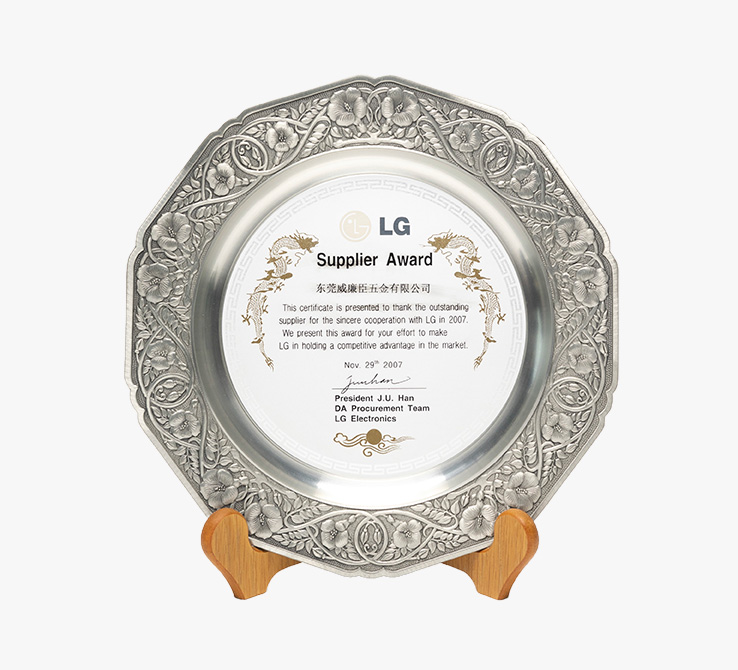 LG
Supplier Award
东莞威廉臣五金有限公司
This certificate is presented to thank the outstanding
supplier for the sincere cooperation with LG in 2007.
We present this award for your effort to make
LG in holding a competitive advantage in the market.
Nov. 29th 2007
Junhan
President J.U. Han
DA Procurement Team
LG Electronics